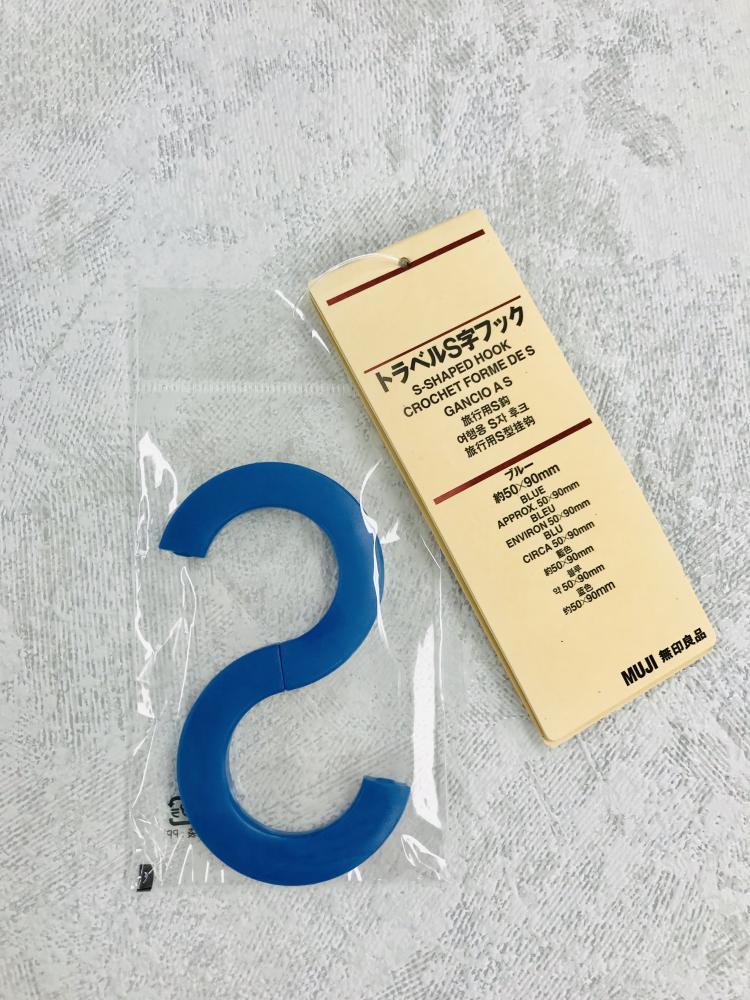 トラベルS字フック
S-SHAPED HOOK
CROCHET FORME DE S
GANCIO A S
旅行用S鈎
여행용 S자 후크
旅行用S型挂钩
ブルー
約50×90mm
BLUE
APPROX. 50×90mm
BLEU
ENVIRON 50×90mm
BLU
CIRCA 50×90mm
藍色
約50×90mm
블루
약 50×90mm
蓝色
约50×90mm
MUJI 無印良品